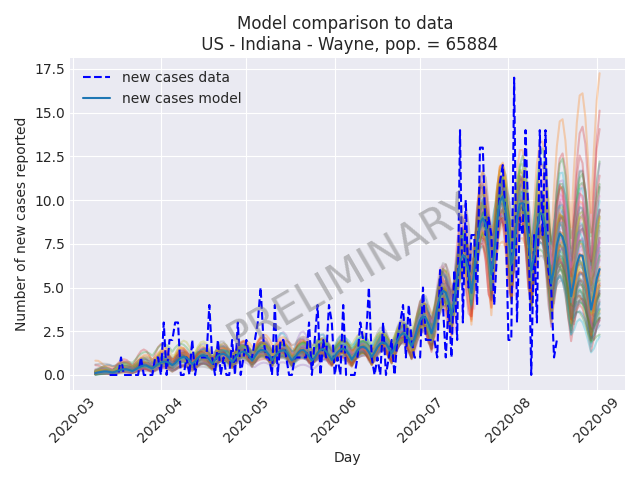 Model comparison to data
US - Indiana - Wayne, pop. = 65884
17.5
15.0
12.5
10.0
7.5
5.0
2.5
0.0
Number of new cases reported
new cases data
new cases model
PRELIMINARY
2020-03
2020-04
2020-05
2020-06
2020-07
2020-08
2020-09
Day